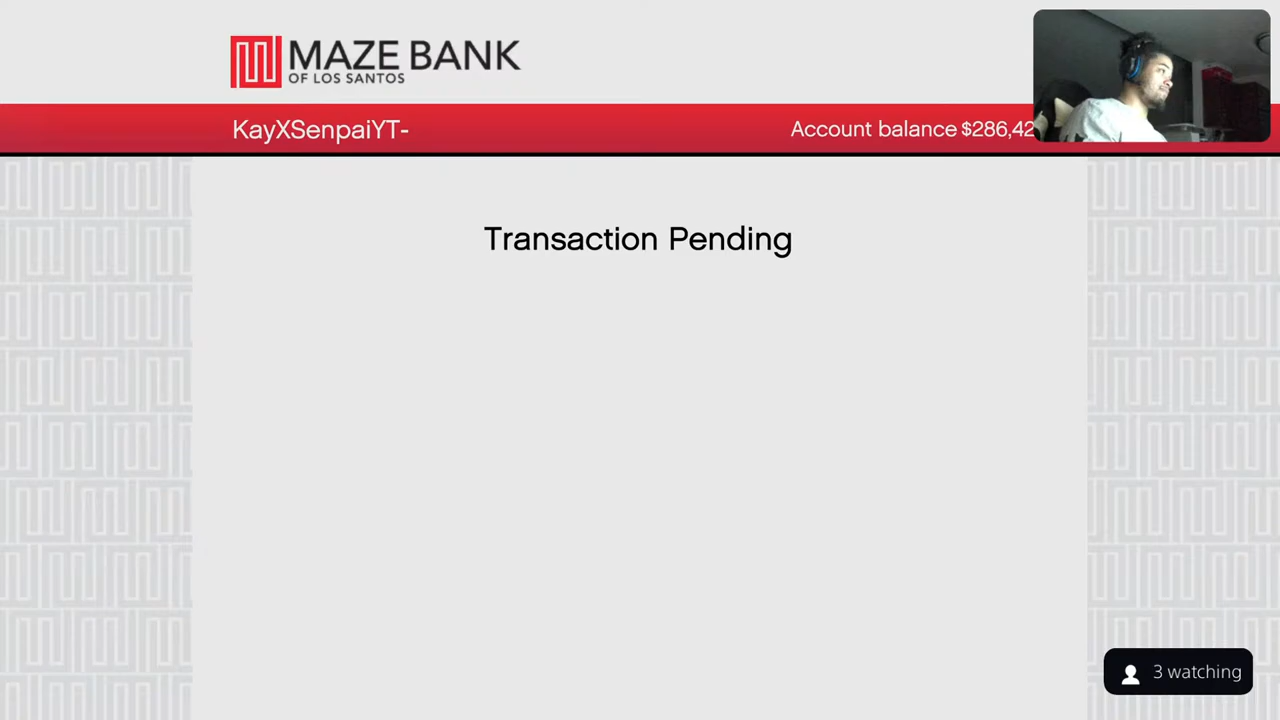 MAZE BANK
OF LOS SANTOS
KayXSenpaiYT-
Account balance $286,42
Transaction Pending
3 watching